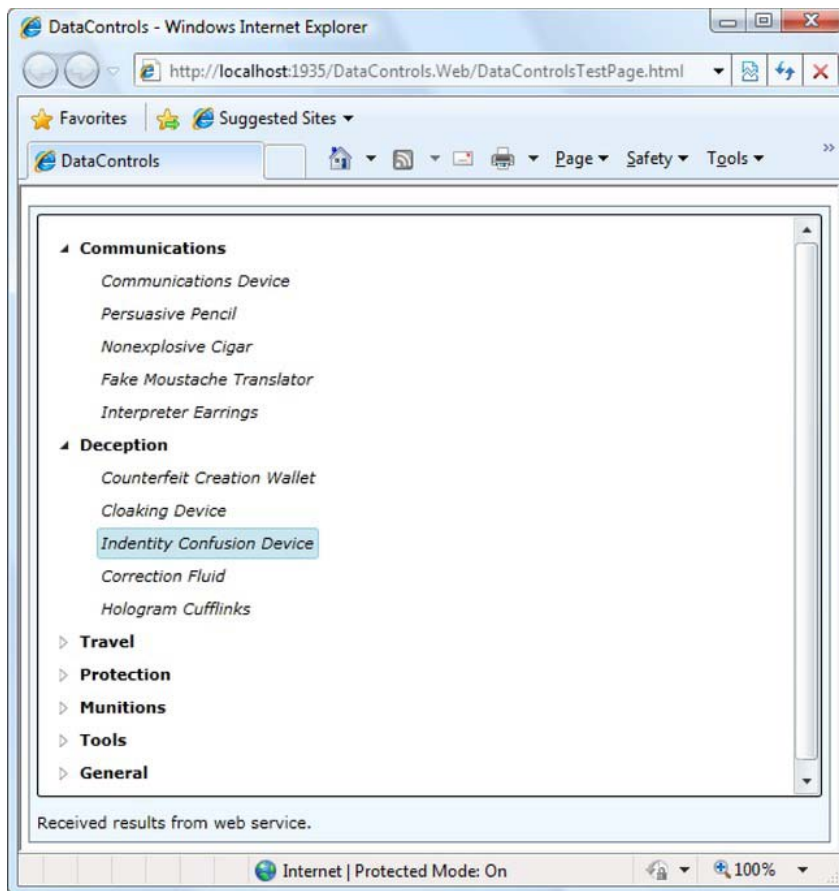 DataControls - Windows Internet Explorer
http://localhost:1935/DataControls.Web/DataControlsTestPage.html
Favorites Suggested Sites
DataControls Page Safety Tools »
Communications
Communications Device
Persuasive Pencil
Nonexplosive Cigar
Fake Moustache Translator
Interpreter Earrings
Deception
Counterfeit Creation Wallet
Cloaking Device
Indentity Confusion Device
Correction Fluid
Hologram Cufflinks
Travel
Protection
Munitions
Tools
General
Received results from web service.
Internet | Protected Mode: On 100%